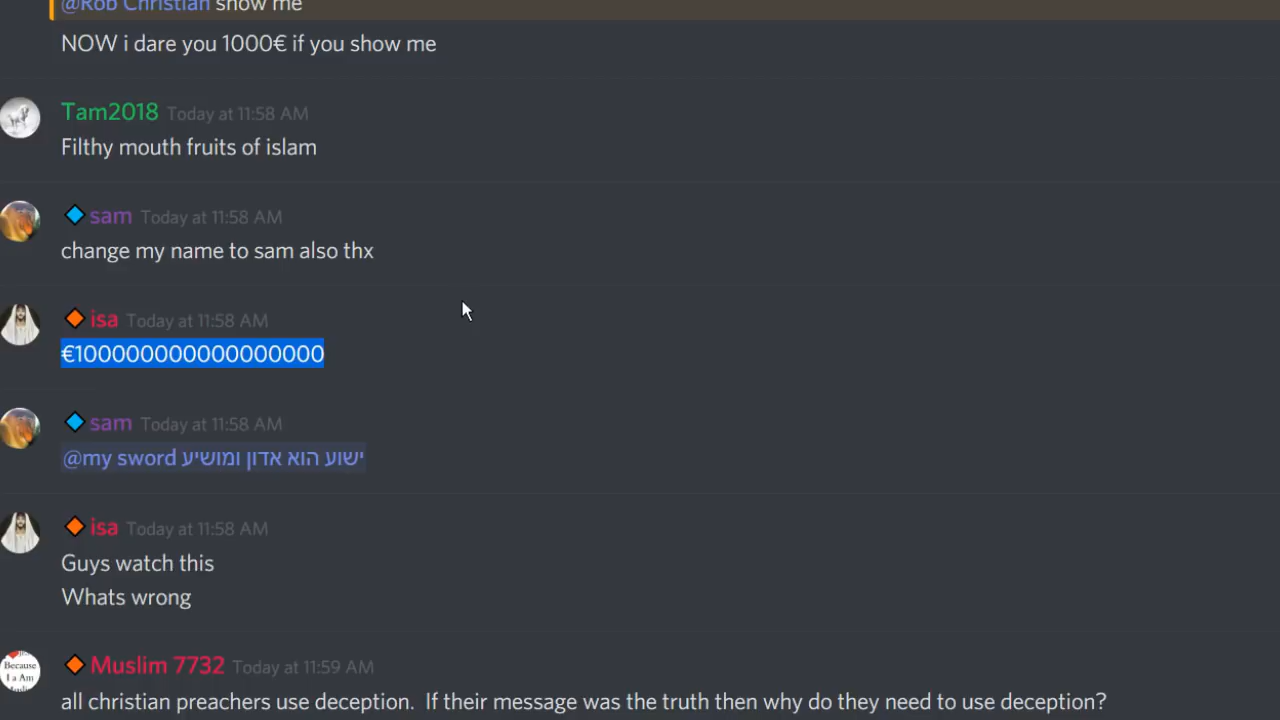 @Rob Christian show me
NOW i dare you 1000€ if you show me
Tam2018 Today at 11:58 AM
Filthy mouth fruits of islam
sam Today at 11:58 AM
change my name to sam also thx
isa Today at 11:58 AM
€100000000000000000
sam Today at 11:58 AM
@my sword ישוע הוא אדון ומושיע
isa Today at 11:58 AM
Guys watch this
Whats wrong
Muslim 7732 Today at 11:59 AM
Because
I a Am
all christian preachers use deception.  If their message was the truth then why do they need to use deception?